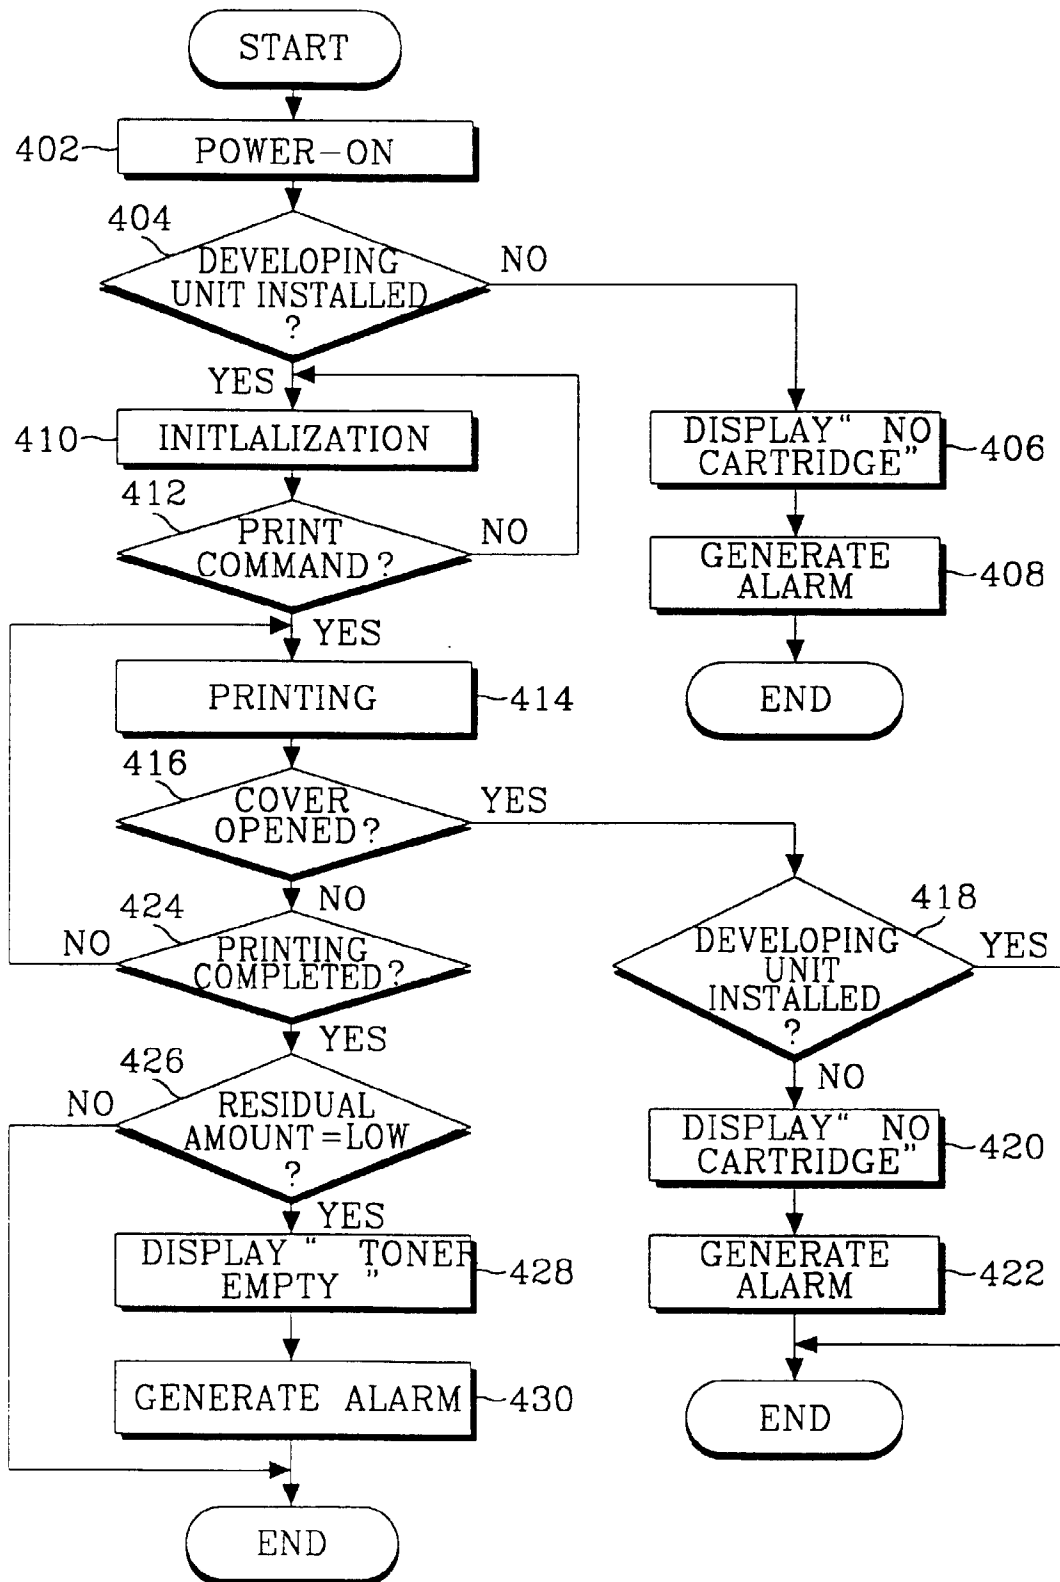 START
402
POWER-ON
404
DEVELOPING
UNIT INSTALLED
?
NO
YES
410
INITLALIZATION
DISPLAY“ NO
CARTRIDGE”
406
412
PRINT
COMMAND?
NO
GENERATE
ALARM
408
YES
PRINTING
414
END
416
COVER
OPENED?
YES
NO
424
PRINTING
COMPLETED?
NO
418
DEVELOPING
UNIT
INSTALLED
?
YES
YES
NO
426
RESIDUAL
AMOUNT=LOW
?
NO
DISPLAY“ NO
CARTRIDGE”
420
YES
DISPLAY “ TONER
EMPTY ”
428
GENERATE
ALARM
422
GENERATE ALARM
430
END
END